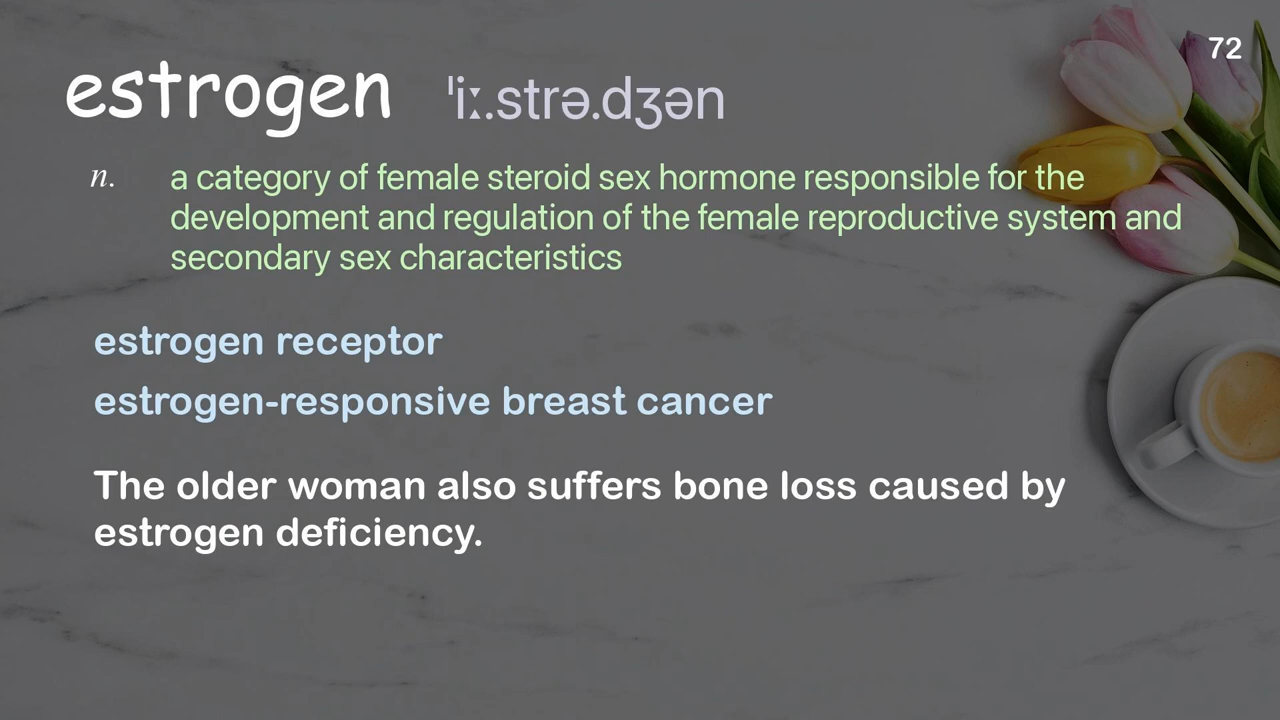 72
estrogen ˈiː.strə.dʒən
n. a category of female steroid sex hormone responsible for the
development and regulation of the female reproductive system and
secondary sex characteristics
estrogen receptor
estrogen-responsive breast cancer
The older woman also suffers bone loss caused by
estrogen deficiency.